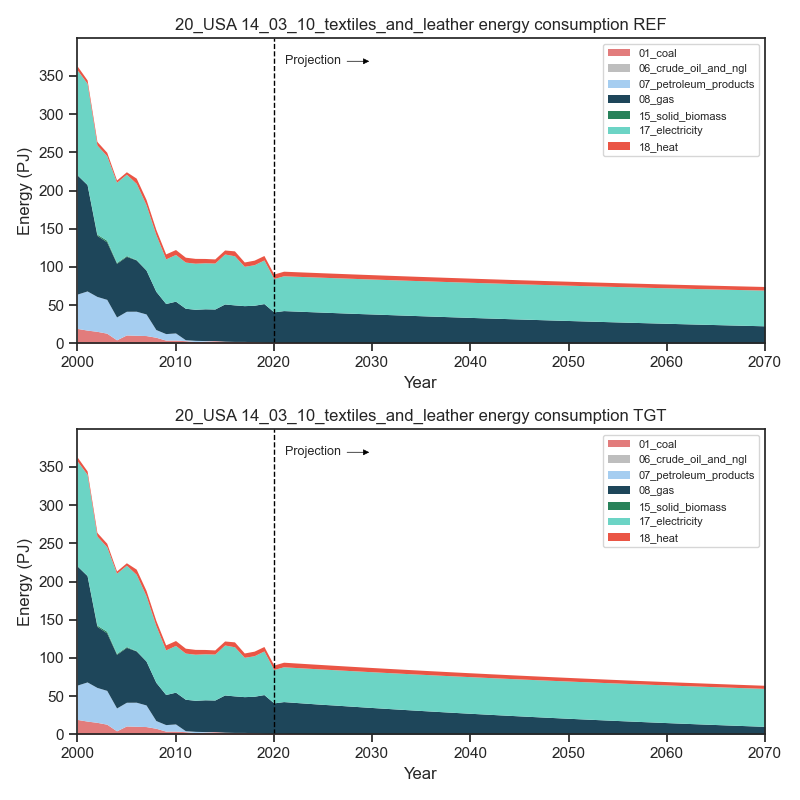 20_USA 14_03_10_textiles_and_leather energy consumption REF
Energy (PJ)
350
300
250
200
150
100
50
0
Projection
01_coal
06_crude_oil_and_ngl
07_petroleum_products
08_gas
15_solid_biomass
17_electricity
18_heat
2000 2010 2020 2030 2040 2050 2060 2070
Year
20_USA 14_03_10_textiles_and_leather energy consumption TGT
Energy (PJ)
350
300
250
200
150
100
50
0
Projection
01_coal
06_crude_oil_and_ngl
07_petroleum_products
08_gas
15_solid_biomass
17_electricity
18_heat
2000 2010 2020 2030 2040 2050 2060 2070
Year